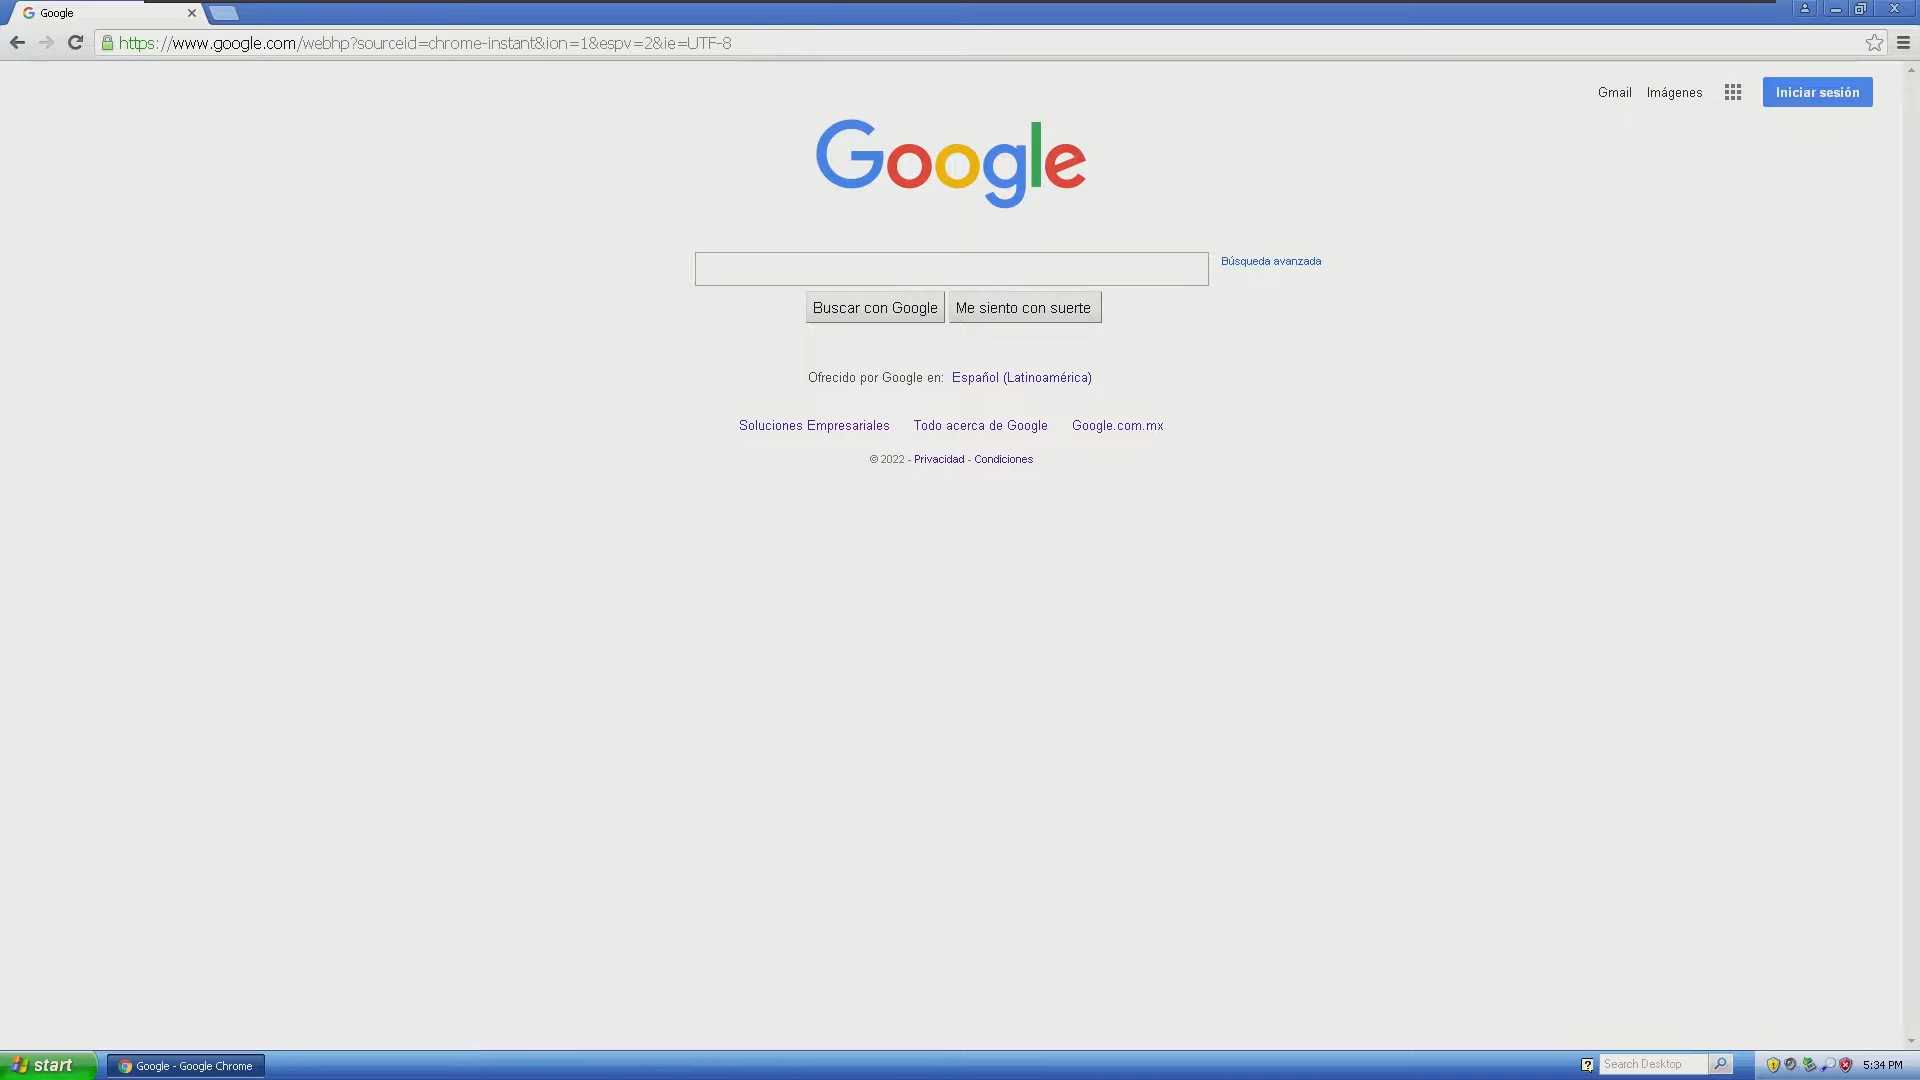 Google
https://www.google.com/webhp?sourceid=chrome-instant&ion=1&espv=2&ie=UTF-8
Gmail Imágenes Iniciar sesión
Google
Búsqueda avanzada
Buscar con Google Me siento con suerte
Ofrecido por Google en: Español (Latinoamérica)
Soluciones Empresariales Todo acerca de Google Google.com.mx
© 2022 - Privacidad - Condiciones
start Google - Google Chrome Search Desktop 5:34 PM